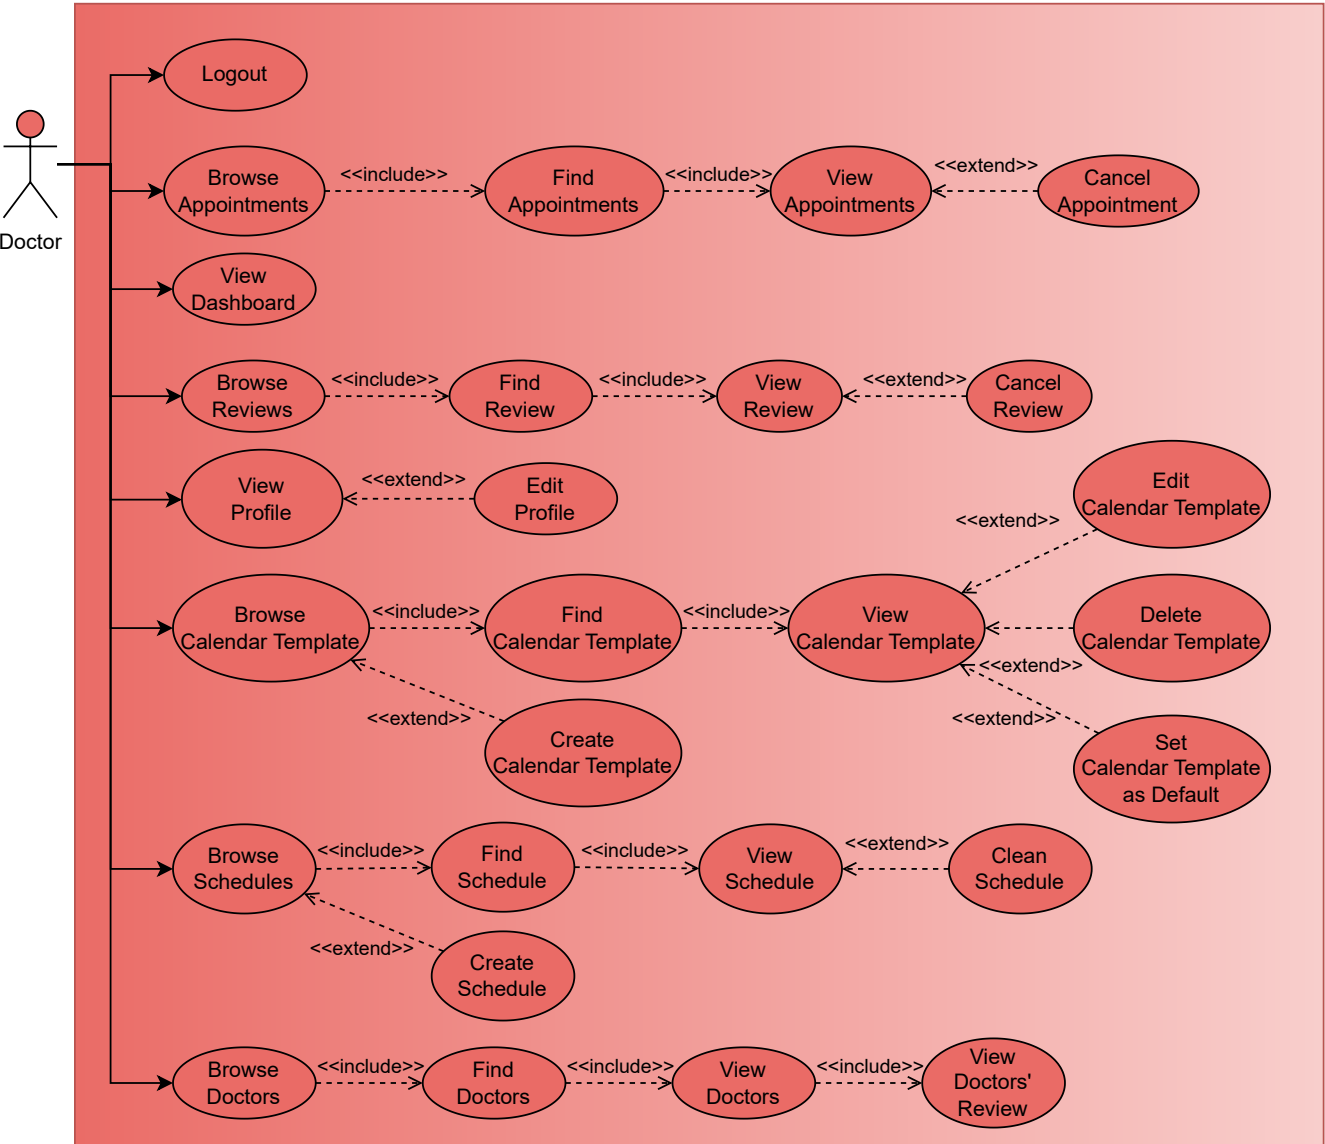 Logout
Doctor
Browse
Appointments
<<include>>
Find
Appointments
<<include>>
View
Appointments
<<extend>>
Cancel
Appointment
View
Dashboard
Browse
Reviews
<<include>>
Find
Review
<<include>>
View
Review
<<extend>>
Cancel
Review
View
Profile
<<extend>>
Edit
Profile
Edit
Calendar Template
<<extend>>
Browse
Calendar Template
<<include>>
Find
Calendar Template
<<include>>
View
Calendar Template
Delete
Calendar Template
<<extend>>
<<extend>>
Create
Calendar Template
<<extend>>
Set
Calendar Template
as Default
Browse
Schedules
<<include>>
Find
Schedule
<<include>>
View
Schedule
<<extend>>
Clean
Schedule
<<extend>>
Create
Schedule
Browse
Doctors
<<include>>
Find
Doctors
<<include>>
View
Doctors
<<include>>
View
Doctors'
Review